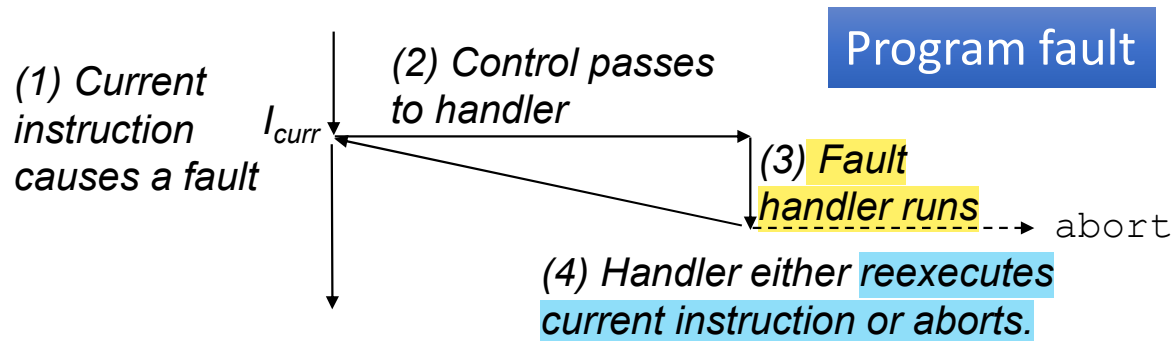 Program fault
(1) Current
instruction
causes a fault
I_curr
(2) Control passes
to handler
(3) Fault
handler runs
abort
(4) Handler either reexecutes
current instruction or aborts.